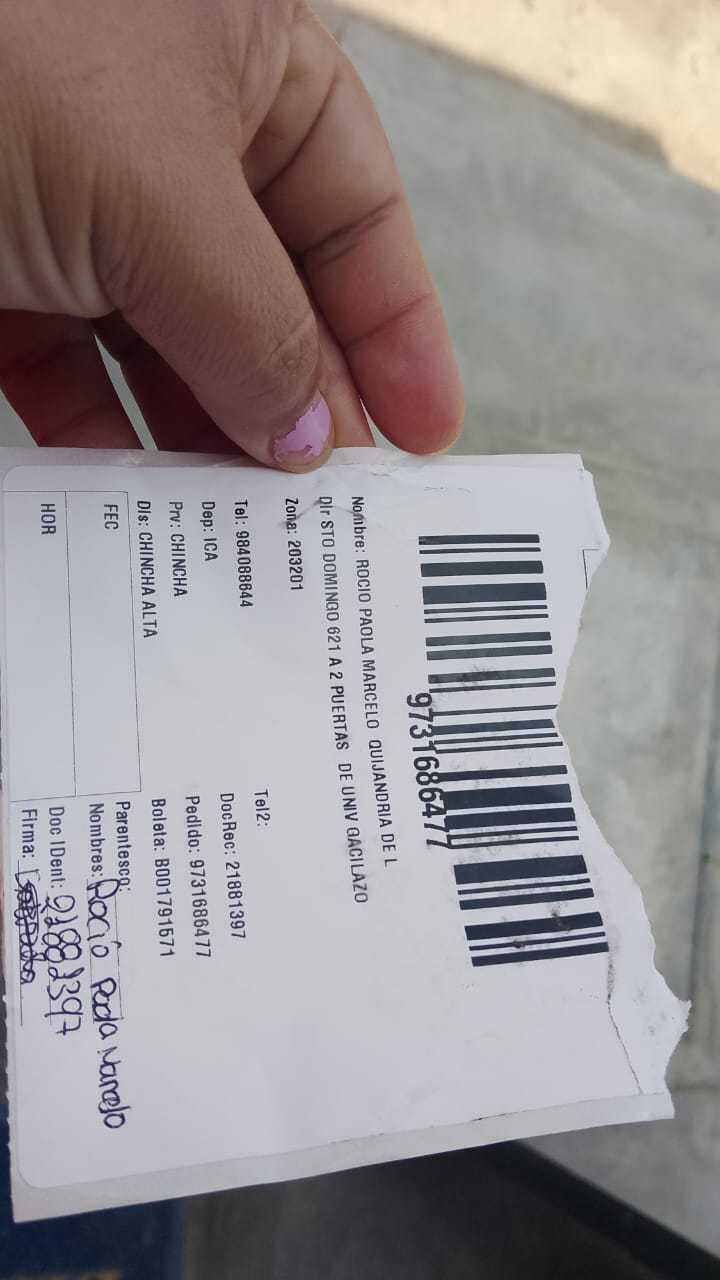 9731686477
Nombre: ROCIO PAOLA MARCELO QUIJANDRIA DE L
Dir STO DOMINGO 621 A 2 PUERTAS DE UNIV GACILAZO
Zona: 203201
Tel: 984088644
Tel2:
Dep: ICA
DocRec: 21881397
Prv: CHINCHA
Pedido: 9731686477
Dis: CHINCHA ALTA
Boleta: B001791571
FEC
HOR
Parentesco:
Nombres: Rocio Paola Marcelo
Doc IDent: 21881397
Firma: